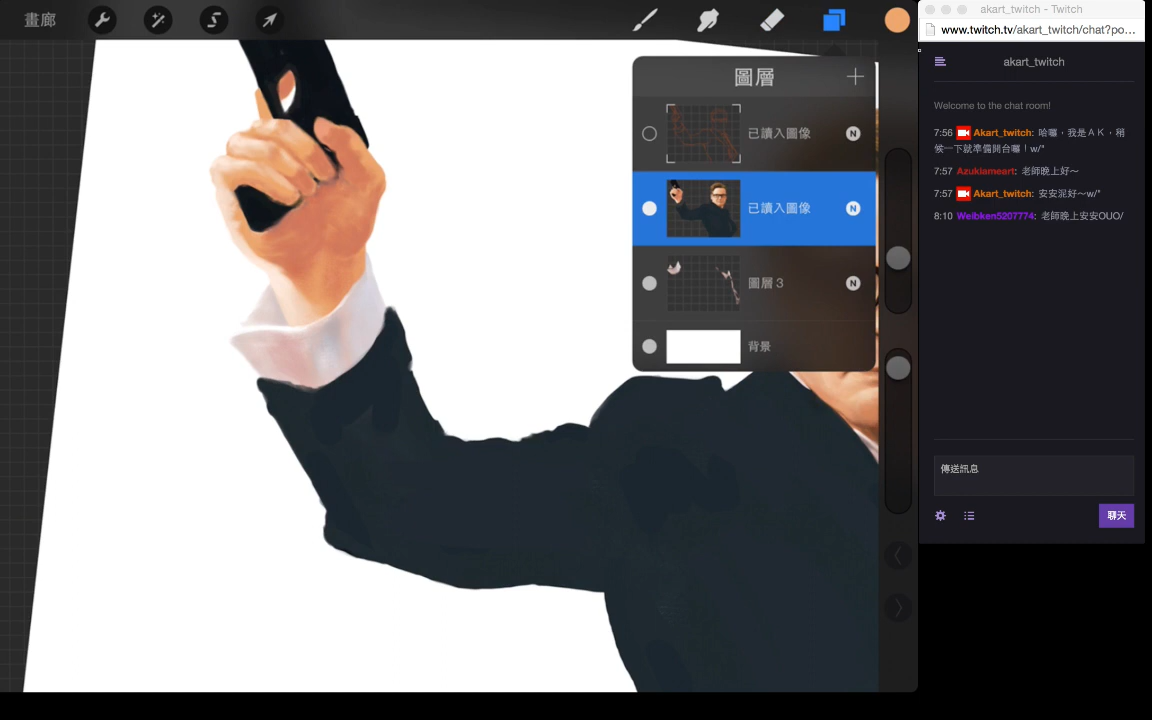 畫廊
圖層
已讀入圖像
N
已讀入圖像
N
圖層 3
N
背景
akart_twitch - Twitch
www.twitch.tv/akart_twitch/chat?po...
akart_twitch
Welcome to the chat room!
7:56 Akart_twitch: 哈囉，我是ＡＫ，稍
候一下就準備開台囉！w/"
7:57 Azukiameart: 老師晚上好～
7:57 Akart_twitch: 安安泥好～w/"
8:10 Weibken5207774: 老師晚上安安OUO/
傳送訊息
聊天